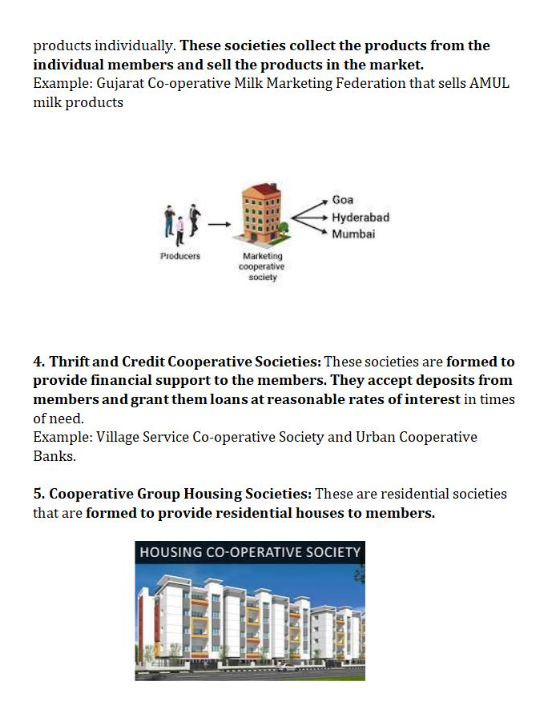 products individually. These societies collect the products from the
individual members and sell the products in the market.
Example: Gujarat Co-operative Milk Marketing Federation that sells AMUL
milk products
Goa
Hyderabad
Mumbai
Producers
Marketing
cooperative
society
4. Thrift and Credit Cooperative Societies: These societies are formed to
provide financial support to the members. They accept deposits from
members and grant them loans at reasonable rates of interest in times
of need.
Example: Village Service Co-operative Society and Urban Cooperative
Banks.
5. Cooperative Group Housing Societies: These are residential societies
that are formed to provide residential houses to members.
HOUSING CO-OPERATIVE SOCIETY